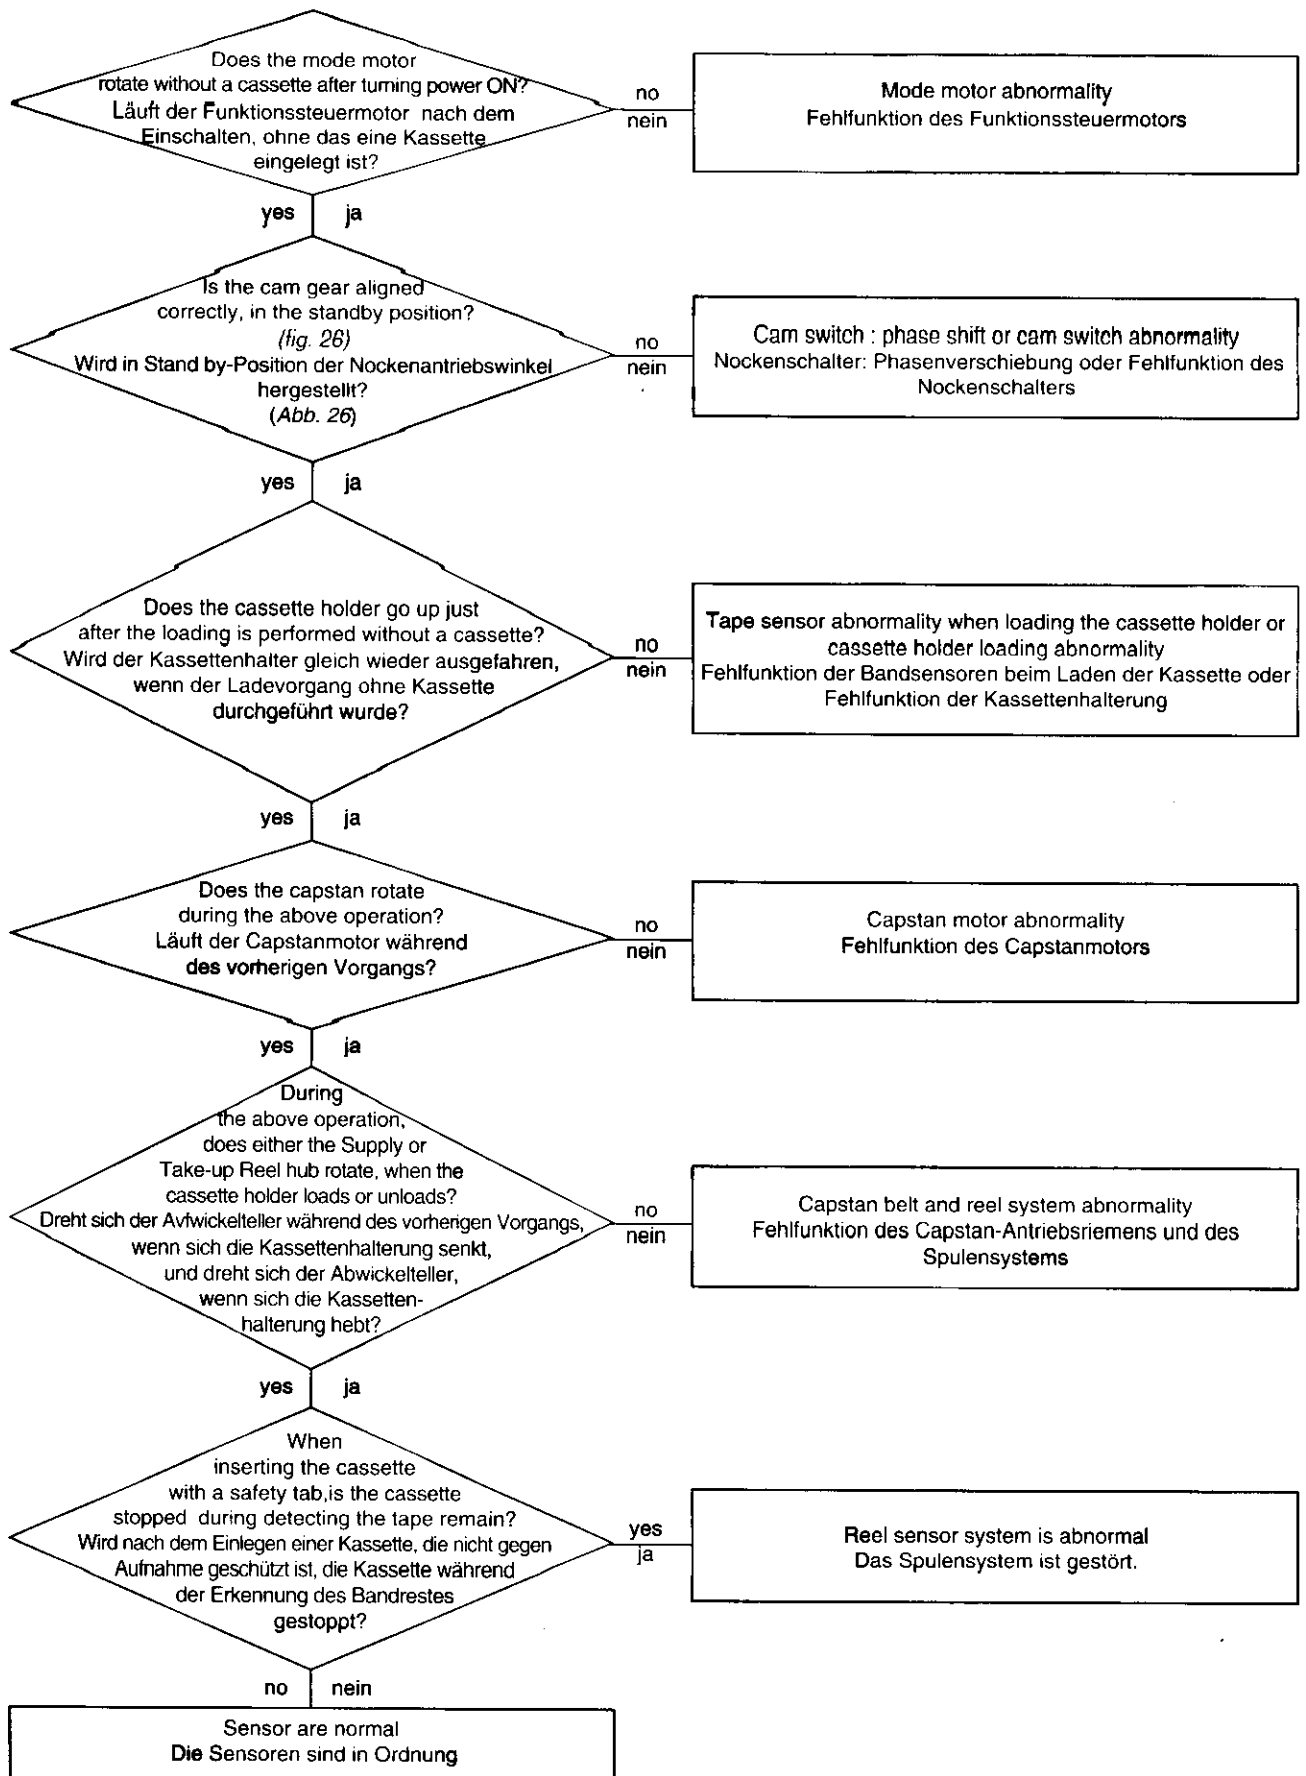 Does the mode motor
rotate without a cassette after turning power ON?
Läuft der Funktionssteuermotor nach dem
Einschalten, ohne das eine Kassette
eingelegt ist?
no
nein
Mode motor abnormality
Fehlfunktion des Funktionssteuermotors
yes ja
Is the cam gear aligned
correctly, in the standby position?
(fig. 26)
Wird in Stand by-Position der Nockenantriebswinkel
hergestellt?
(Abb. 26)
no
nein
Cam switch : phase shift or cam switch abnormality
Nockenschalter: Phasenverschiebung oder Fehlfunktion des
Nockenschalters
yes ja
Does the cassette holder go up just
after the loading is performed without a cassette?
Wird der Kassettenhalter gleich wieder ausgefahren,
wenn der Ladevorgang ohne Kassette
durchgeführt wurde?
no
nein
Tape sensor abnormality when loading the cassette holder or
cassette holder loading abnormality
Fehlfunktion der Bandsensoren beim Laden der Kassette oder
Fehlfunktion der Kassettenhalterung
yes ja
Does the capstan rotate
during the above operation?
Läuft der Capstanmotor während
des vorherigen Vorgangs?
no
nein
Capstan motor abnormality
Fehlfunktion des Capstanmotors
yes ja
During
the above operation,
does either the Supply or
Take-up Reel hub rotate, when the
cassette holder loads or unloads?
Dreht sich der Avfwickelteller während des vorherigen Vorgangs,
wenn sich die Kassettenhalterung senkt,
und dreht sich der Abwickelteller,
wenn sich die Kassetten-
halterung hebt?
no
nein
Capstan belt and reel system abnormality
Fehlfunktion des Capstan-Antriebsriemens und des
Spulensystems
yes ja
When
inserting the cassette
with a safety tab,is the cassette
stopped during detecting the tape remain?
Wird nach dem Einlegen einer Kassette, die nicht gegen
Aufnahme geschützt ist, die Kassette während
der Erkennung des Bandrestes
gestoppt?
yes
ja
Reel sensor system is abnormal
Das Spulensystem ist gestört.
no nein
Sensor are normal
Die Sensoren sind in Ordnung